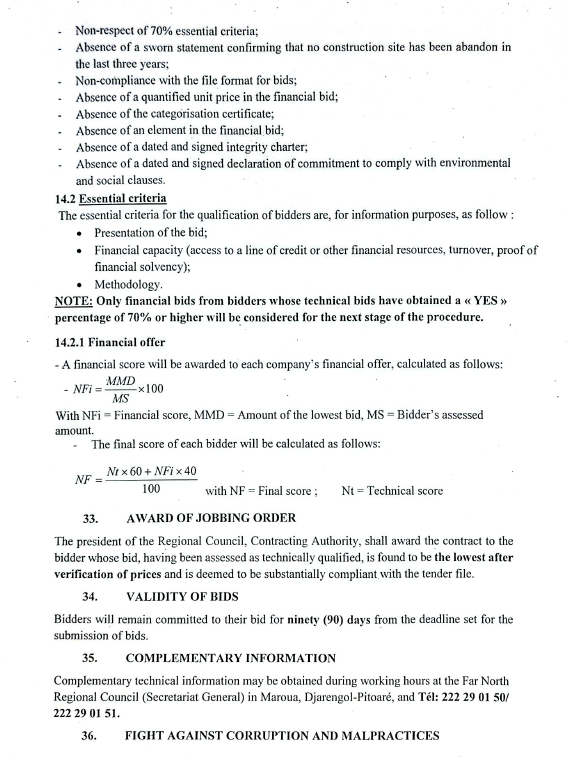 - Non-respect of 70% essential criteria;
- Absence of a sworn statement confirming that no construction site has been abandon in
the last three years;
- Non-compliance with the file format for bids;
- Absence of a quantified unit price in the financial bid;
- Absence of the categorisation certificate;
- Absence of an element in the financial bid;
- Absence of a dated and signed integrity charter;
- Absence of a dated and signed declaration of commitment to comply with environmental
and social clauses.
14.2 Essential criteria
The essential criteria for the qualification of bidders are, for information purposes, as follow :
• Presentation of the bid;
• Financial capacity (access to a line of credit or other financial resources, turnover, proof of
financial solvency);
• Methodology.
NOTE: Only financial bids from bidders whose technical bids have obtained a « YES »
percentage of 70% or higher will be considered for the next stage of the procedure.
14.2.1 Financial offer
- A financial score will be awarded to each company's financial offer, calculated as follows:
- NFi = MMD/MS ×100
With NFi = Financial score, MMD = Amount of the lowest bid, MS = Bidder's assessed
amount.
- The final score of each bidder will be calculated as follows:
NF = Nt × 60 + NFi × 40 / 100 with NF = Final score ; Nt = Technical score
33. AWARD OF JOBBING ORDER
The president of the Regional Council, Contracting Authority, shall award the contract to the
bidder whose bid, having been assessed as technically qualified, is found to be the lowest after
verification of prices and is deemed to be substantially compliant with the tender file.
34. VALIDITY OF BIDS
Bidders will remain committed to their bid for ninety (90) days from the deadline set for the
submission of bids.
35. COMPLEMENTARY INFORMATION
Complementary technical information may be obtained during working hours at the Far North
Regional Council (Secretariat General) in Maroua, Djarengol-Pitoaré, and Tél: 222 29 01 50/
222 29 01 51.
36. FIGHT AGAINST CORRUPTION AND MALPRACTICES